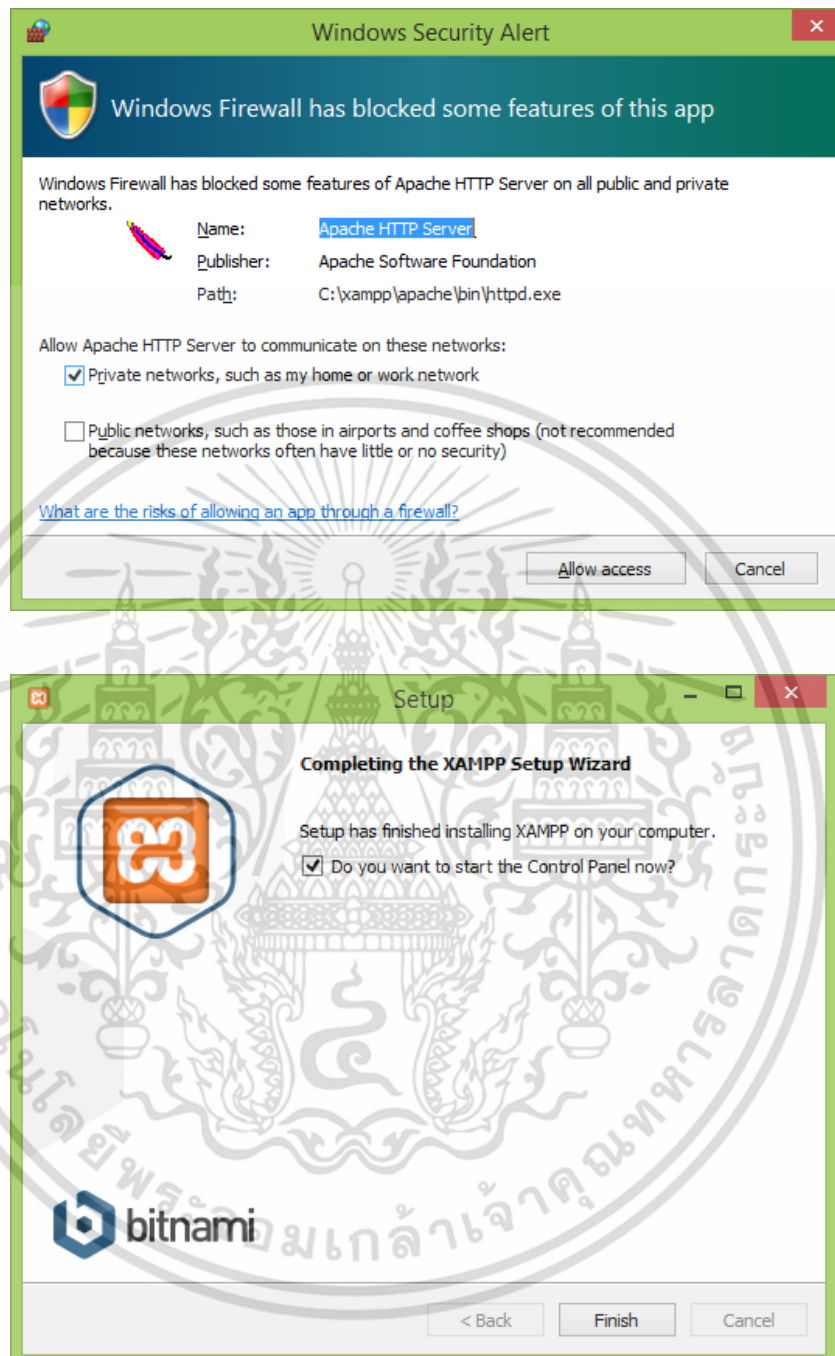 Windows Security Alert
Windows Firewall has blocked some features of this app
Windows Firewall has blocked some features of Apache HTTP Server on all public and private
networks.
Name: Apache HTTP Server
Publisher: Apache Software Foundation
Path: C:\xampp\apache\bin\httpd.exe
Allow Apache HTTP Server to communicate on these networks:
Private networks, such as my home or work network
Public networks, such as those in airports and coffee shops (not recommended
because these networks often have little or no security)
What are the risks of allowing an app through a firewall?
Allow access Cancel
Setup
Completing the XAMPP Setup Wizard
Setup has finished installing XAMPP on your computer.
Do you want to start the Control Panel now?
bitnami
< Back Finish Cancel